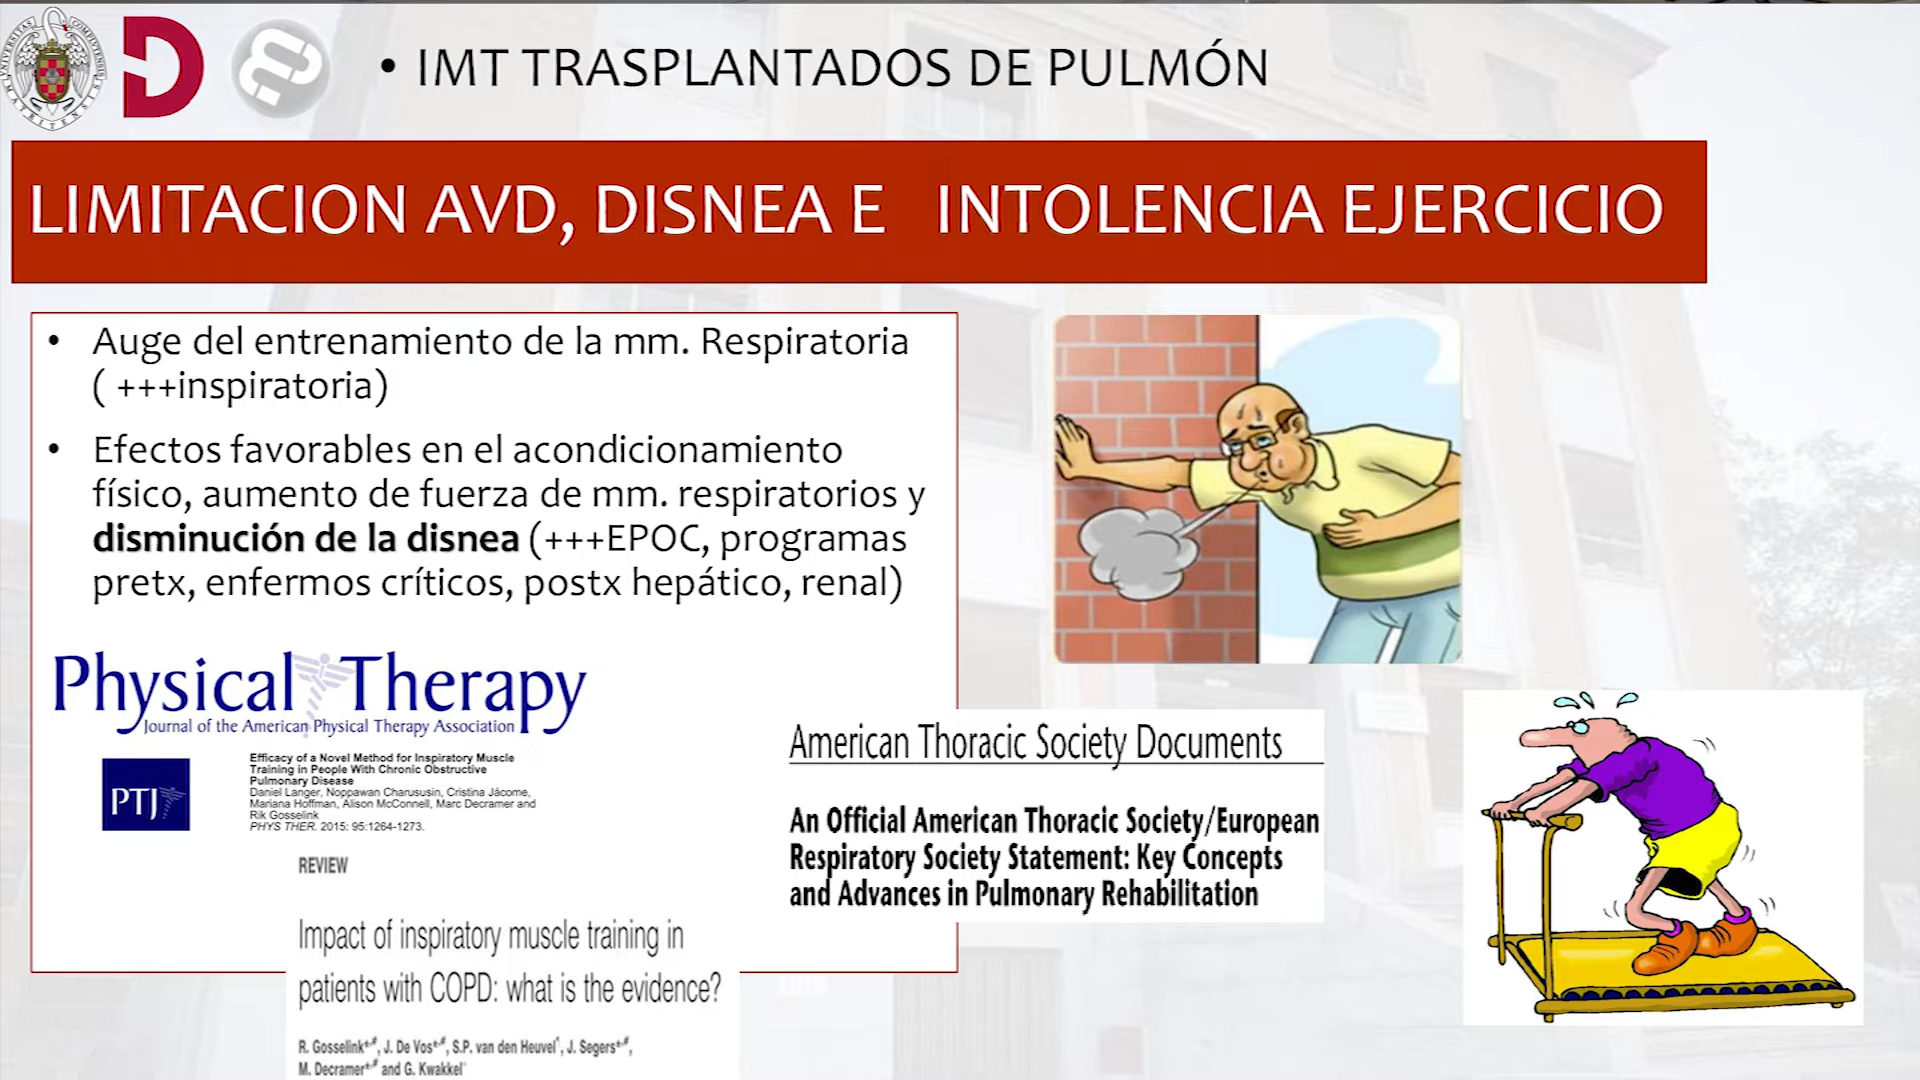 • IMT TRASPLANTADOS DE PULMÓN
LIMITACION AVD, DISNEA E INTOLENCIA EJERCICIO
• Auge del entrenamiento de la mm. Respiratoria
( +++inspiratoria)
• Efectos favorables en el acondicionamiento
físico, aumento de fuerza de mm. respiratorios y
disminución de la disnea (+++EPOC, programas
pretx, enfermos críticos, postx hepático, renal)
Physical Therapy
Journal of the American Physical Therapy Association
PTJ
Efficacy of a Novel Method for Inspiratory Muscle
Training in People With Chronic Obstructive
Pulmonary Disease
Daniel Langer, Noppawan Charususin, Cristina Jácome,
Mariana Hoffman, Alison McConnell, Marc Decramer and
Rik Gosselink
PHYS THER. 2015; 95:1264-1273.
REVIEW
Impact of inspiratory muscle training in
patients with COPD: what is the evidence?
R. Gosselink*,#, J. De Vos*,#, S.P. van den Heuvel, J. Segers*,#,
M. Decramer*,# and G. Kwakkel
American Thoracic Society Documents
An Official American Thoracic Society/European
Respiratory Society Statement: Key Concepts
and Advances in Pulmonary Rehabilitation